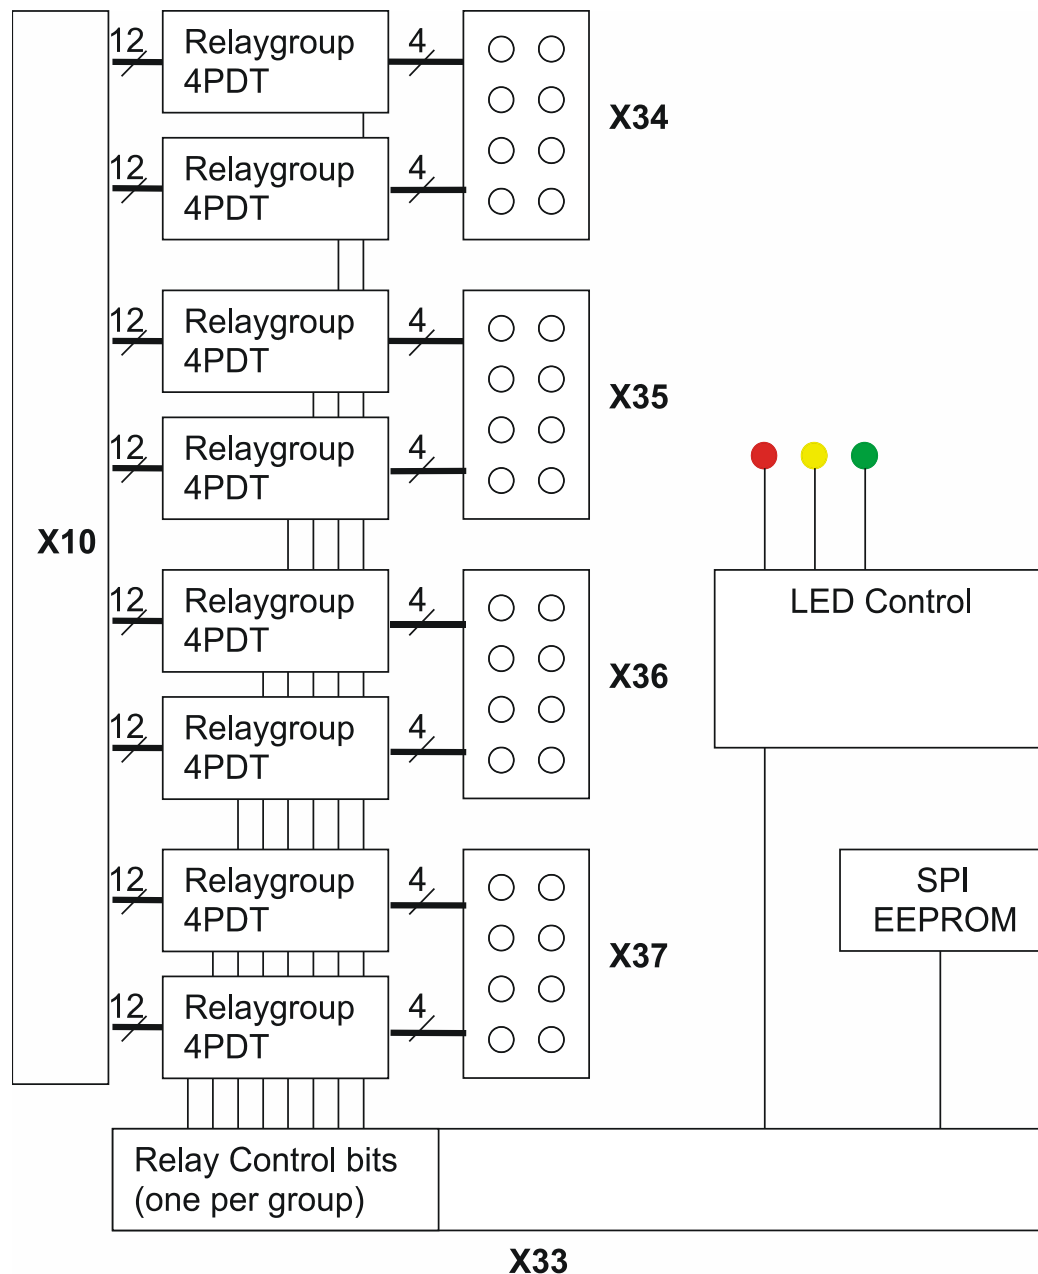 12
Relaygroup
4PDT
4
X34
12
Relaygroup
4PDT
4
12
Relaygroup
4PDT
4
X35
12
Relaygroup
4PDT
4
X10
12
Relaygroup
4PDT
4
LED Control
X36
12
Relaygroup
4PDT
4
12
Relaygroup
4PDT
4
SPI
EEPROM
X37
12
Relaygroup
4PDT
4
Relay Control bits
(one per group)
X33